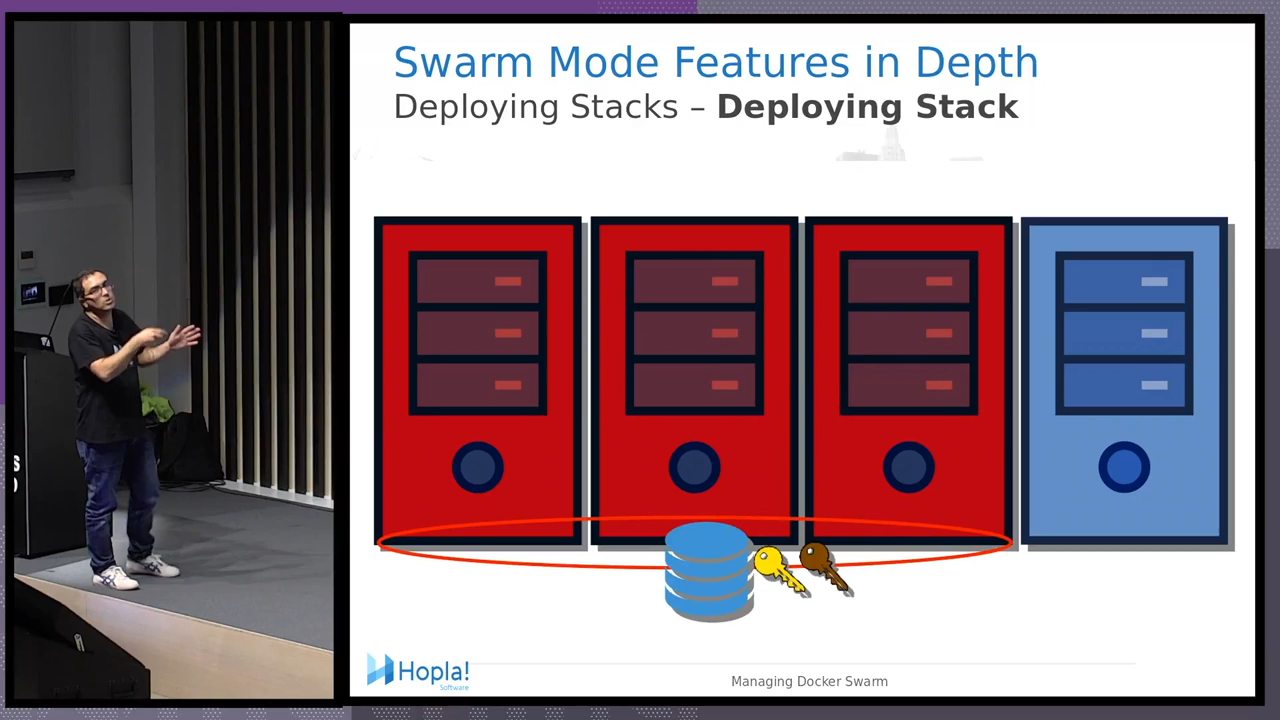 Swarm Mode Features in Depth
Deploying Stacks – Deploying Stack
Hopla!
Software
Managing Docker Swarm